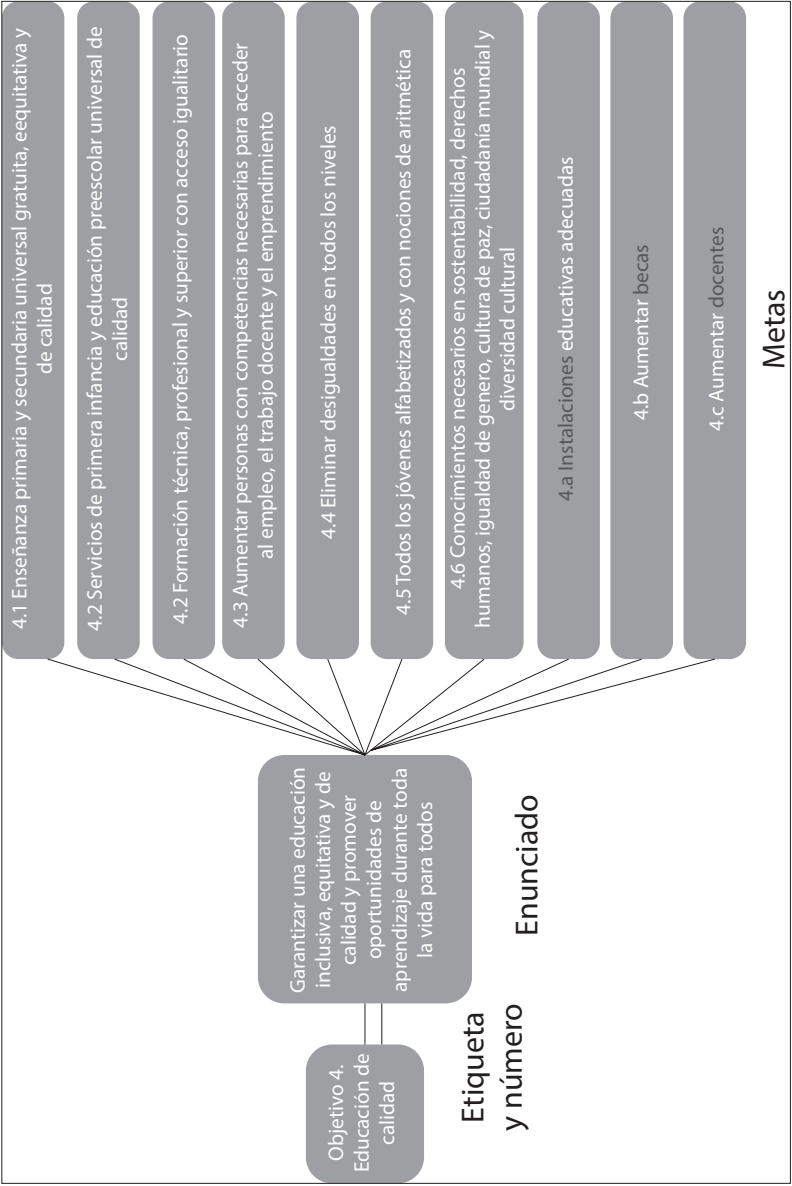 Objetivo 4.
Educación de
calidad
Etiqueta
y número
Garantizar una educación
inclusiva, equitativa y de
calidad y promover
oportunidades de
aprendizaje durante toda
la vida para todos
Enunciado
4.1 Enseñanza primaria y secundaria universal gratuita, eequitativa y
de calidad
4.2 Servicios de primera infancia y educación preescolar universal de
calidad
4.2 Formación técnica, profesional y superior con acceso igualitario
4.3 Aumentar personas con competencias necesarias para acceder
al empleo, el trabajo docente y el emprendimiento
4.4 Eliminar desigualdades en todos los niveles
4.5 Todos los jóvenes alfabetizados y con nociones de aritmética
4.6 Conocimientos necesarios en sostentabilidad, derechos
humanos, igualdad de genero, cultura de paz, ciudadanía mundial y
diversidad cultural
4.a Instalaciones educativas adecuadas
4.b Aumentar becas
4.c Aumentar docentes
Metas